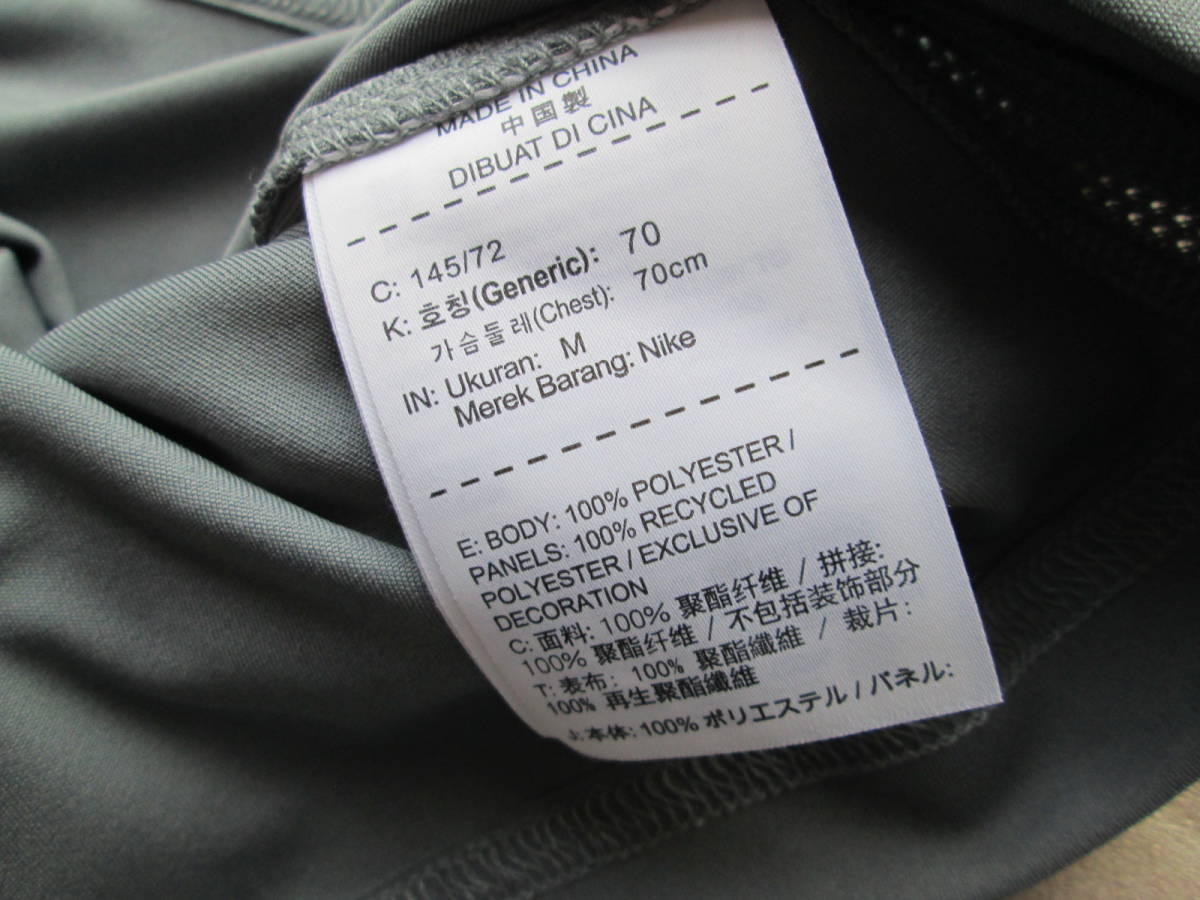 MADE IN CHINA
中国製
DIBUAT DI CINA
C: 145/72
K: 호칭(Generic): 70
가슴둘레(Chest): 70cm
IN: Ukuran: M
Merek Barang: Nike
E: BODY: 100% POLYESTER /
PANELS: 100% RECYCLED
POLYESTER / EXCLUSIVE OF
DECORATION
C: 面料: 100% 聚酯纤维 / 拼接:
100% 聚酯纤维 / 不包括装饰部分
T: 表布: 100% 聚酯纖維 / 裁片:
100% 再生聚酯纖維
J: 本体: 100% ポリエステル / パネル: